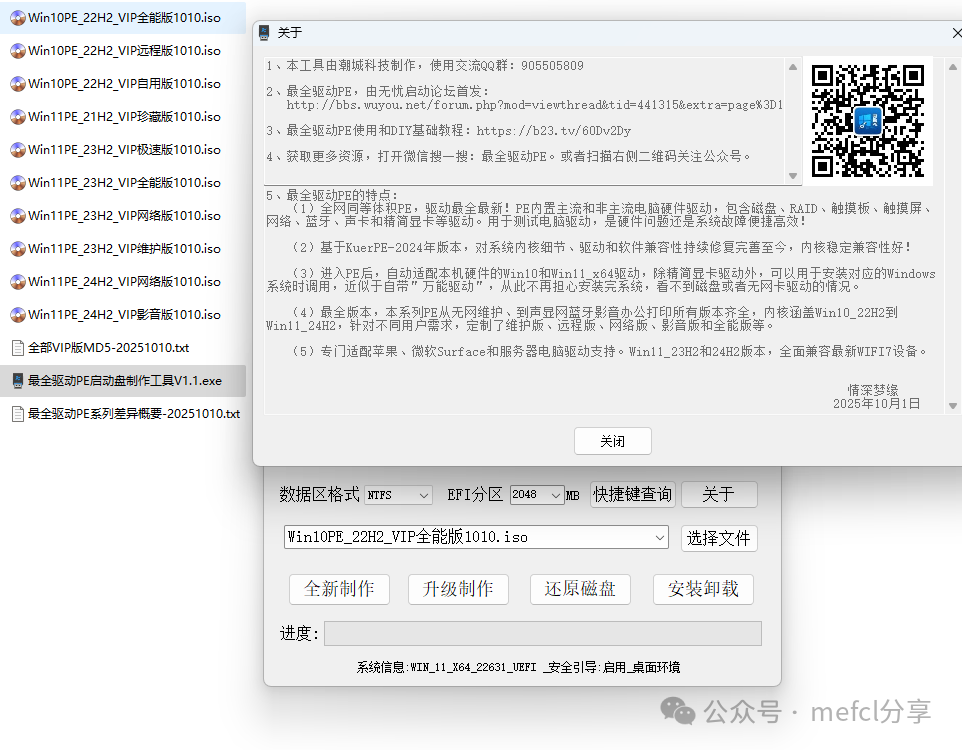 Win10PE_22H2_VIP全能版1010.iso
Win10PE_22H2_VIP远程版1010.iso
Win10PE_22H2_VIP自用版1010.iso
Win11PE_21H2_VIP珍藏版1010.iso
Win11PE_23H2_VIP极速版1010.iso
Win11PE_23H2_VIP全能版1010.iso
Win11PE_23H2_VIP网络版1010.iso
Win11PE_23H2_VIP维护版1010.iso
Win11PE_24H2_VIP网络版1010.iso
Win11PE_24H2_VIP影音版1010.iso
全部VIP版MD5-20251010.txt
最全驱动PE启动盘制作工具V1.1.exe
最全驱动PE系列差异概要-20251010.txt
关于
1、本工具由潮城科技制作，使用交流QQ群：905505809
2、最全驱动PE，由无忧启动论坛首发：
http://bbs.wuyou.net/forum.php?mod=viewthread&tid=441315&extra=page%3D1
3、最全驱动PE使用和DIY基础教程：https://b23.tv/60Dv2Dy
4、获取更多资源，打开微信搜一搜：最全驱动PE。或者扫描右侧二维码关注公众号。
5、最全驱动PE的特点：
（1）全网同等体积PE，驱动最全最新！PE内置主流和非主流电脑硬件驱动，包含磁盘、RAID、触摸板、触摸屏、
网络、蓝牙、声卡和精简显卡等驱动。用于测试电脑驱动，是硬件问题还是系统故障便捷高效！
（2）基于KuerPE-2024年版本，对系统内核细节、驱动和软件兼容性持续修复完善至今，内核稳定兼容性好！
（3）进入PE后，自动适配本机硬件的Win10和Win11_x64驱动，除精简显卡驱动外，可以用于安装对应的Windows
系统时调用，近似于自带”万能驱动”，从此不再担心安装完系统，看不到磁盘或者无网卡驱动的情况。
（4）最全版本，本系列PE从无网维护、到声显网蓝牙影音办公打印所有版本齐全，内核涵盖Win10_22H2到
Win11_24H2，针对不同用户需求，定制了维护版、远程版、网络版、影音版和全能版等。
（5）专门适配苹果、微软Surface和服务器电脑驱动支持。Win11_23H2和24H2版本，全面兼容最新WIFI7设备。
情深梦缘
2025年10月1日
关闭
数据区格式 NTFS EFI分区 2048 MB 快捷键查询 关于
Win10PE_22H2_VIP全能版1010.iso 选择文件
全新制作 升级制作 还原磁盘 安装卸载
进度：
系统信息:WIN_11_X64_22631_UEFI _安全引导:启用_桌面环境
公众号 · mefcl分享